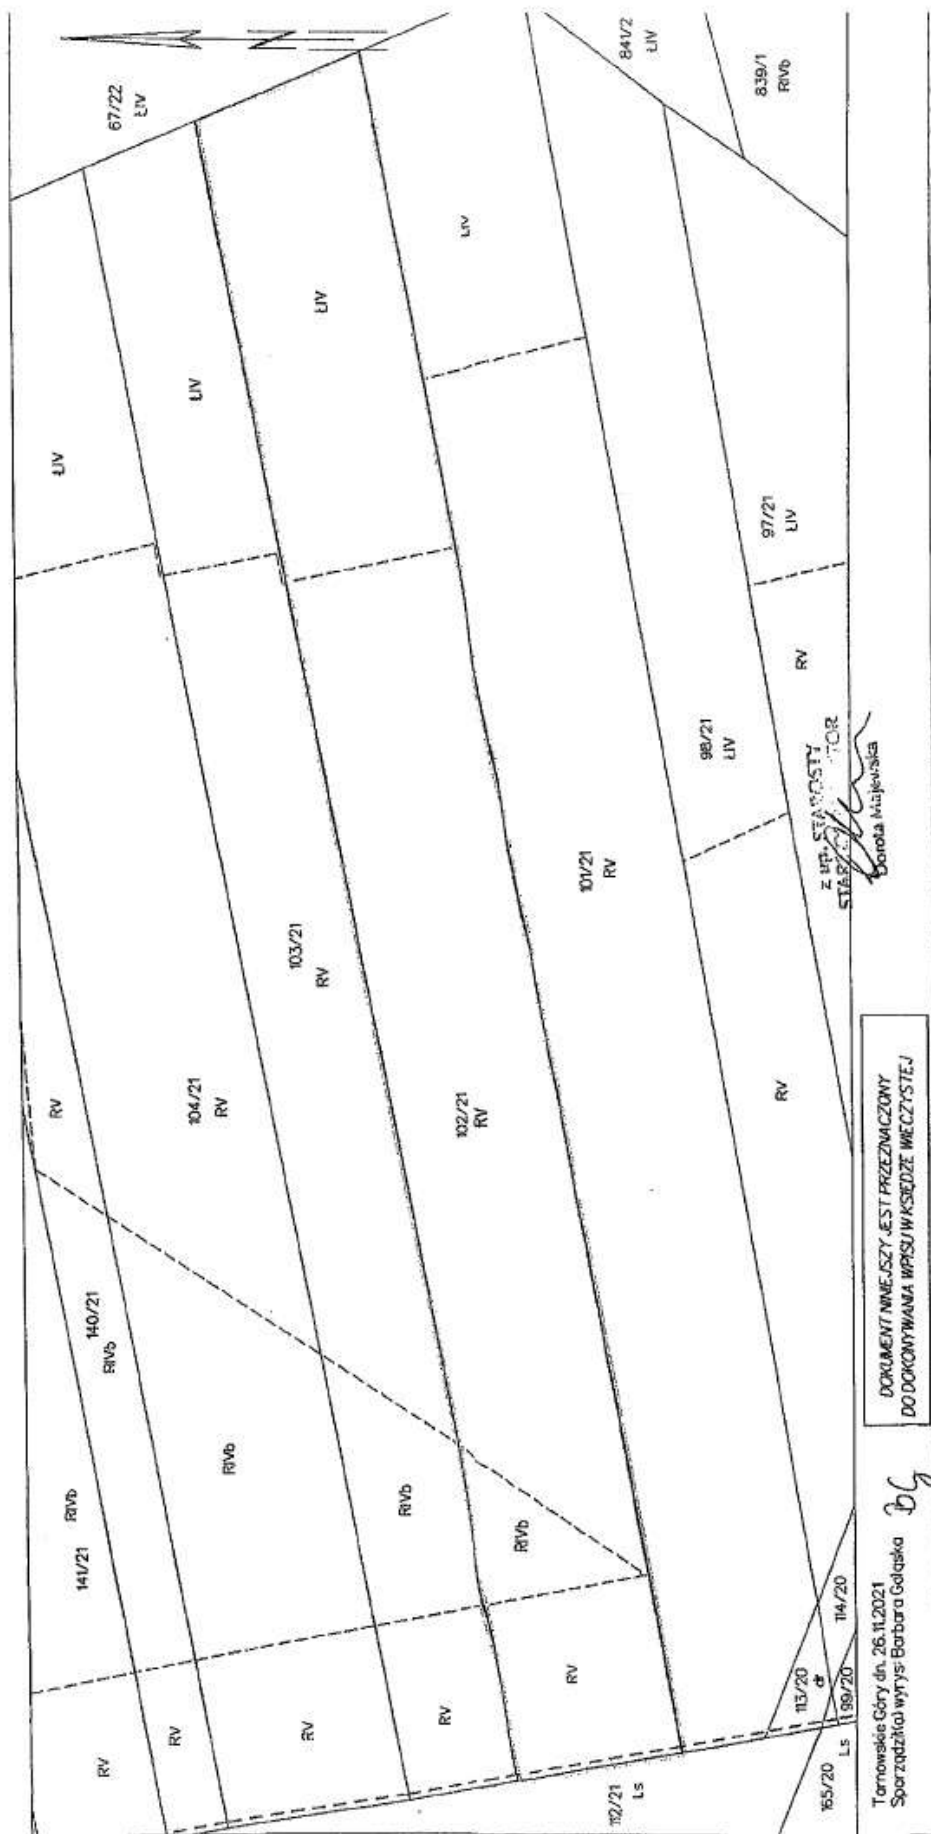 N
67/22
ŁIV
841/2
ŁIV
839/1
RIVb
ŁIV
ŁIV
ŁIV
ŁIV
97/21
ŁIV
RV
98/21
ŁIV
101/21
RV
103/21
RV
102/21
RV
104/21
RV
RV
RV
140/21
RIVb
RIVb
141/21
RIVb
RIVb
RIVb
RV
RV
RV
RV
RV
112/21
Ls
113/20
dr
114/20
99/20
165/20
Ls
z up. STAROSTY
Dorota Majewska
DOKUMENT NINIEJSZY JEST PRZEZNACZONY
DO DOKONYWANIA WPISU W KSIĘDZE WIECZYSTEJ
Tarnowskie Góry dn. 26.11.2021
Sporządził(a) wyrys: Barbara Gołąska
BG